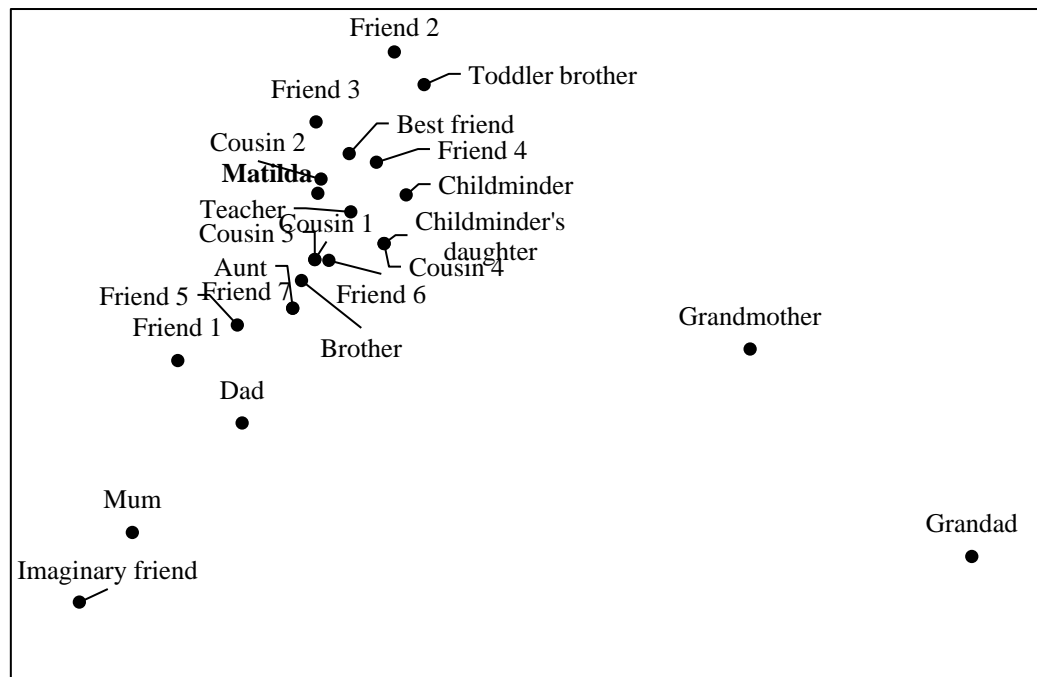 Friend 2
Toddler brother
Friend 3
Best friend
Cousin 2
Friend 4
Matilda
Childminder
Teacher
Cousin 1
Childminder's
daughter
Cousin 3
Aunt
Cousin 4
Friend 7
Friend 6
Friend 5
Friend 1
Grandmother
Brother
Dad
Mum
Grandad
Imaginary friend